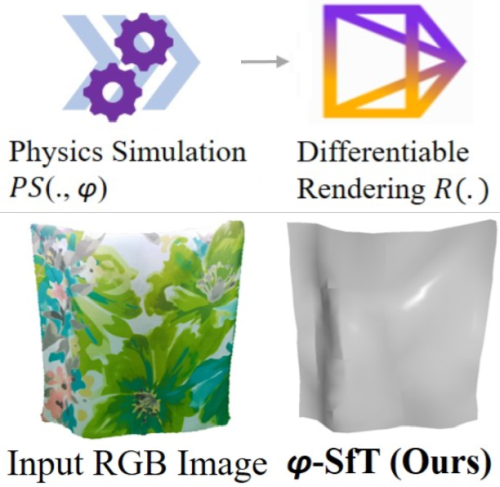 Physics Simulation
PS(., φ)
Differentiable
Rendering R(.)
Input RGB Image
φ-SfT (Ours)